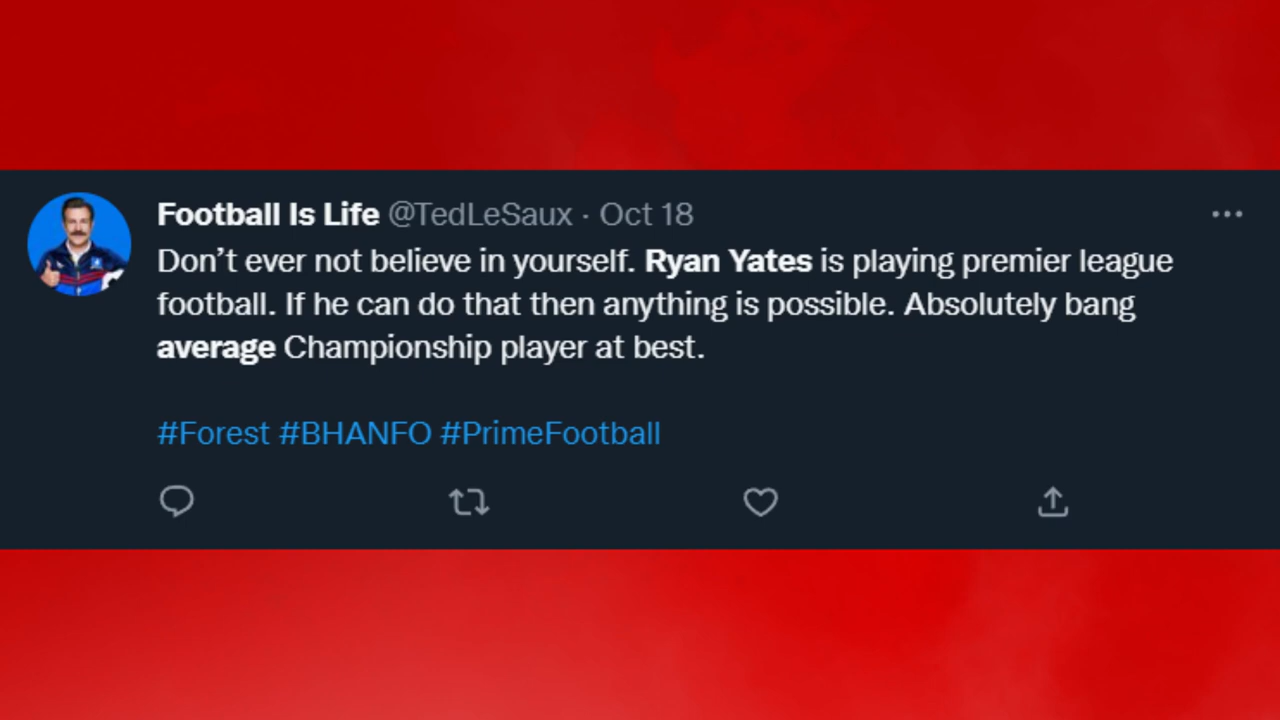 Football Is Life @TedLeSaux · Oct 18
Don’t ever not believe in yourself. Ryan Yates is playing premier league
football. If he can do that then anything is possible. Absolutely bang
average Championship player at best.
#Forest #BHANFO #PrimeFootball